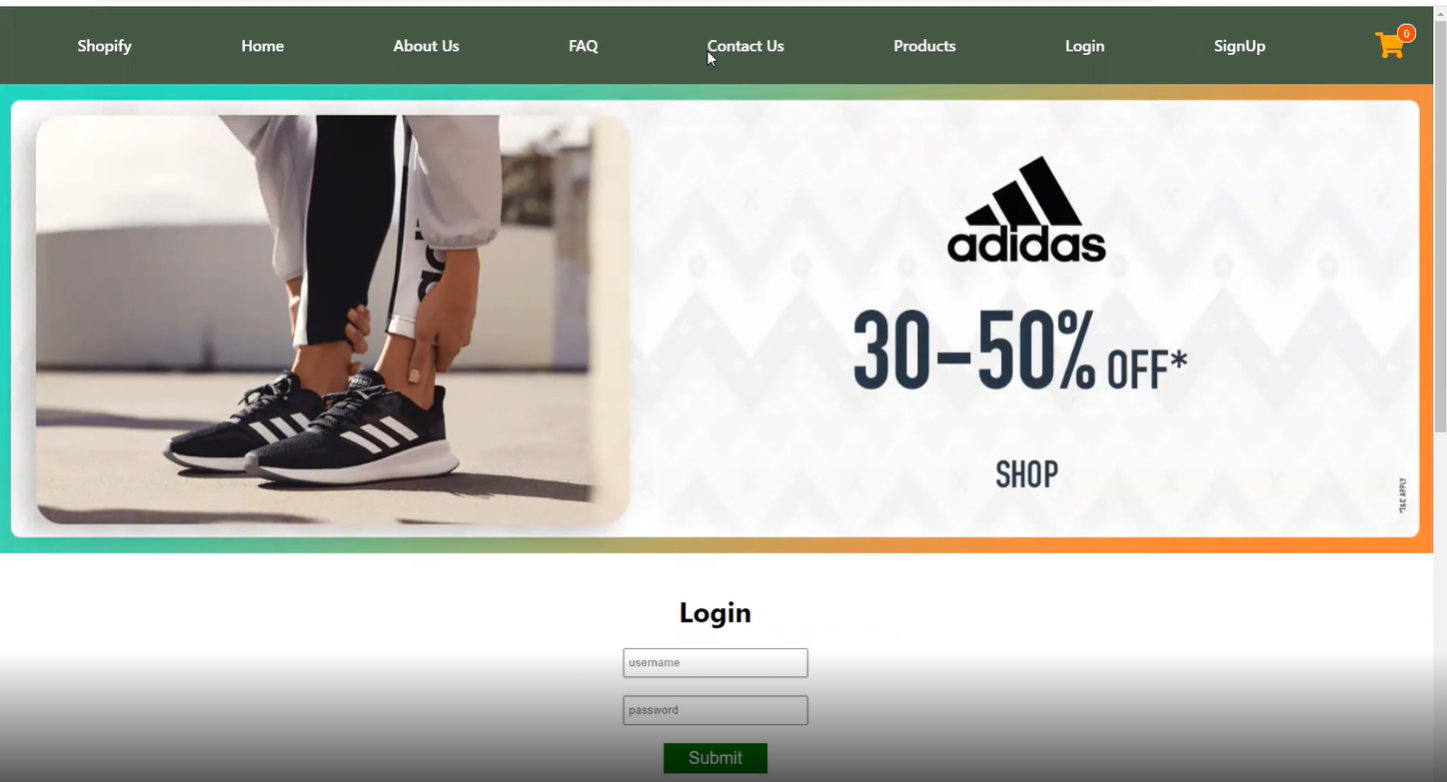 Shopify Home About Us FAQ Contact Us Products Login SignUp 0
adidas
30-50% OFF*
SHOP
*T&C APPLY
Login
username
password
Submit